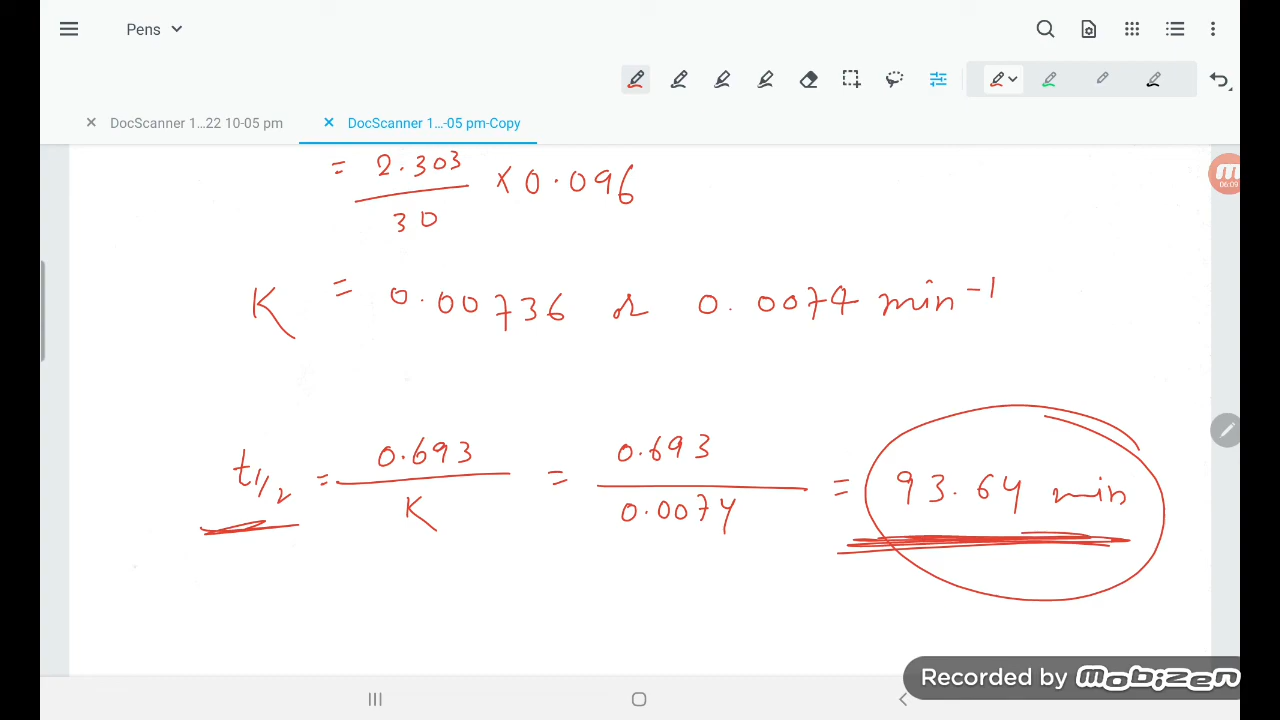 Pens
DocScanner 1...22 10-05 pm
DocScanner 1...-05 pm-Copy
06:09
= 2.303/30 × 0.096
K = 0.00736 or 0.0074 min⁻¹
t1/2 = 0.693/K = 0.693/0.0074 = 93.64 min
Recorded by mobizen